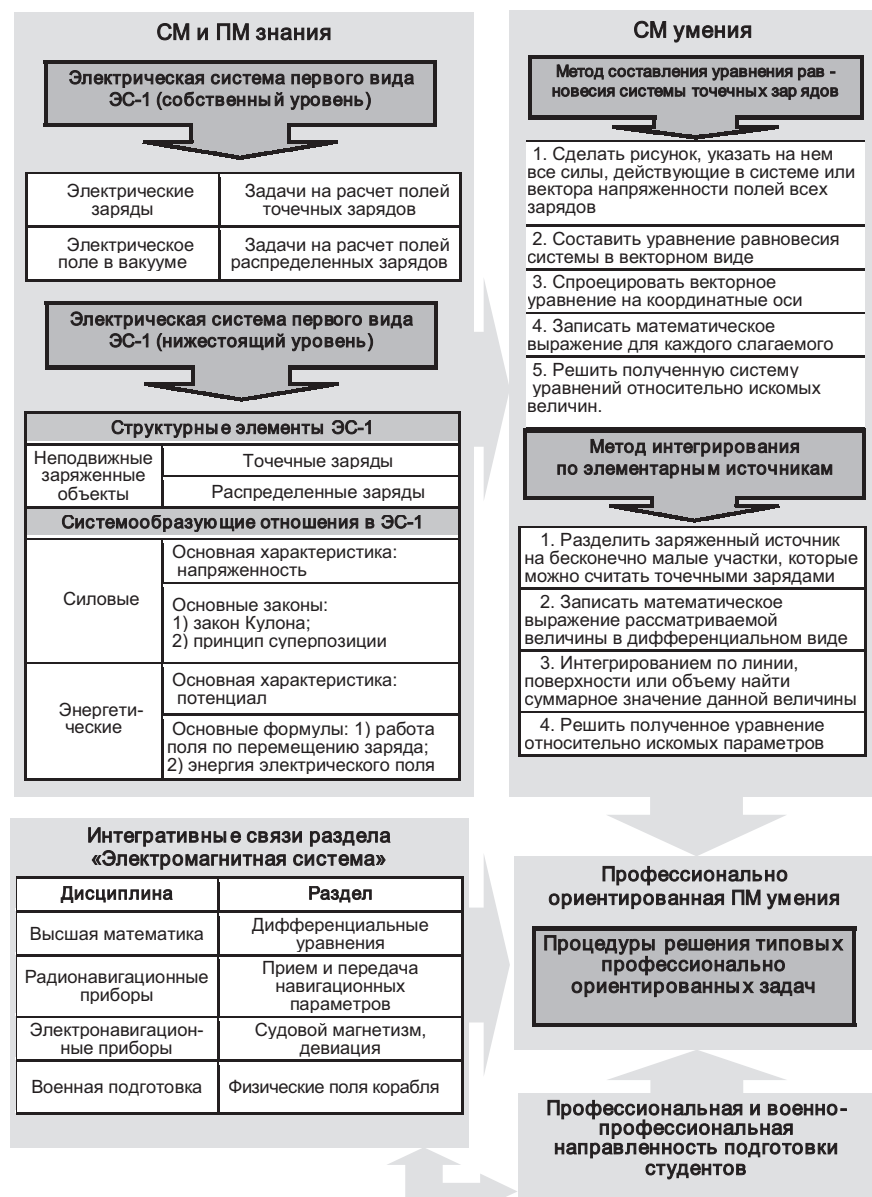 СМ и ПМ знания
Электрическая система первого вида
ЭС-1 (собственный уровень)
Электрические
заряды
Задачи на расчет полей
точечных зарядов
Электрическое
поле в вакууме
Задачи на расчет полей
распределенных зарядов
Электрическая система первого вида
ЭС-1 (нижестоящий уровень)
Структурные элементы ЭС-1
Неподвижные
заряженные
объекты
Точечные заряды
Распределенные заряды
Системообразующие отношения в ЭС-1
Силовые
Основная характеристика:
напряженность
Основные законы:
1) закон Кулона;
2) принцип суперпозиции
Энергети-
ческие
Основная характеристика:
потенциал
Основные формулы: 1) работа
поля по перемещению заряда;
2) энергия электрического поля
СМ умения
Метод составления уравнения рав -
новесия системы точечных зар ядов
1. Сделать рисунок, указать на нем
все силы, действующие в системе или
вектора напряженности полей всех
зарядов
2. Составить уравнение равновесия
системы в векторном виде
3. Спроецировать векторное
уравнение на координатные оси
4. Записать математическое
выражение для каждого слагаемого
5. Решить полученную систему
уравнений относительно искомых
величин.
Метод интегрирования
по элементарным источникам
1. Разделить заряженный источник
на бесконечно малые участки, которые
можно считать точечными зарядами
2. Записать математическое
выражение рассматриваемой
величины в дифференциальном виде
3. Интегрированием по линии,
поверхности или объему найти
суммарное значение данной величины
4. Решить полученное уравнение
относительно искомых параметров
Интегративные связи раздела
«Электромагнитная система»
Дисциплина
Раздел
Высшая математика
Дифференциальные
уравнения
Радионавигационные
приборы
Прием и передача
навигационных
параметров
Электронавигацион-
ные приборы
Судовой магнетизм,
девиация
Военная подготовка
Физические поля корабля
Профессионально
ориентированная ПМ умения
Процедуры решения типовых
профессионально
ориентированных задач
Профессиональная и военно-
профессиональная
направленность подготовки
студентов